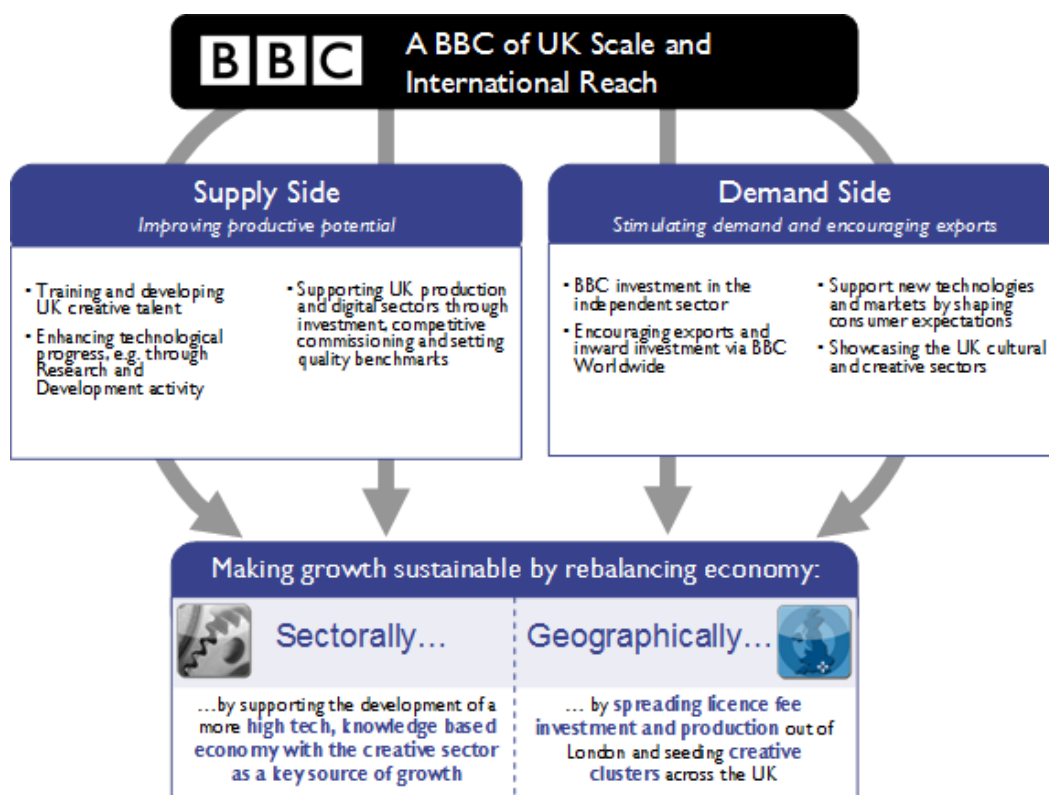 BBC
A BBC of UK Scale and
International Reach
Supply Side
Improving productive potential
• Training and developing
UK creative talent
• Enhancing technological
progress, e.g. through
Research and
Development activity
• Supporting UK production
and digital sectors through
investment, competitive
commissioning and setting
quality benchmarks
Demand Side
Stimulating demand and encouraging exports
• BBC investment in the
independent sector
• Encouraging exports and
inward investment via BBC
Worldwide
• Support new technologies
and markets by shaping
consumer expectations
• Showcasing the UK cultural
and creative sectors
Making growth sustainable by rebalancing economy:
Sectorally...
...by supporting the development of a
more high tech, knowledge based
economy with the creative sector
as a key source of growth
Geographically...
... by spreading licence fee
investment and production out of
London and seeding creative
clusters across the UK